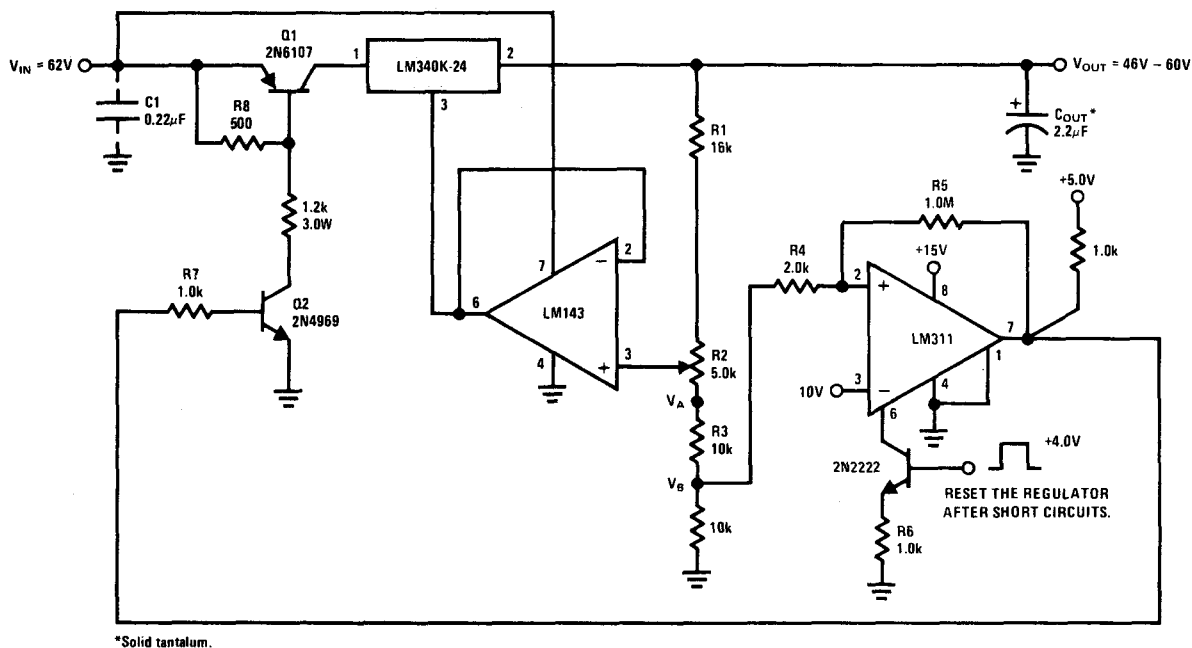 Q1
2N6107
VIN = 62V
1
LM340K-24
2
VOUT = 46V – 60V
3
C1
0.22µF
R8
500
R1
16k
+
COUT*
2.2µF
1.2k
3.0W
R5
1.0M
+5.0V
1.0k
R7
1.0k
Q2
2N4969
7
2
–
6
LM143
4
+
3
R2
5.0k
VA
R3
10k
VB
10k
R4
2.0k
+15V
2
+
8
LM311
7
1
10V
3
–
4
6
2N2222
+4.0V
RESET THE REGULATOR
AFTER SHORT CIRCUITS.
R6
1.0k
*Solid tantalum.